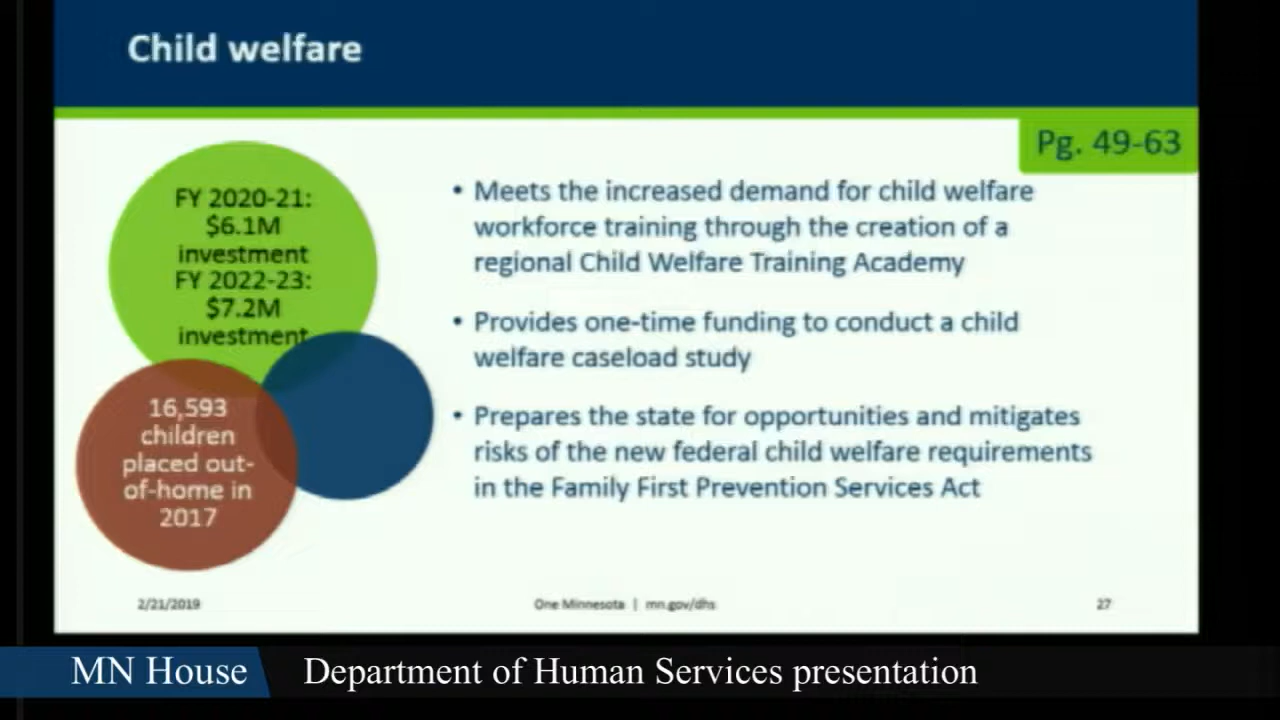 Child welfare
Pg. 49-63
FY 2020-21:
$6.1M
investment
FY 2022-23:
$7.2M
investment
16,593
children
placed out-
of-home in
2017
• Meets the increased demand for child welfare
workforce training through the creation of a
regional Child Welfare Training Academy
• Provides one-time funding to conduct a child
welfare caseload study
• Prepares the state for opportunities and mitigates
risks of the new federal child welfare requirements
in the Family First Prevention Services Act
2/21/2019
One Minnesota | mn.gov/dhs
27
MN House
Department of Human Services presentation